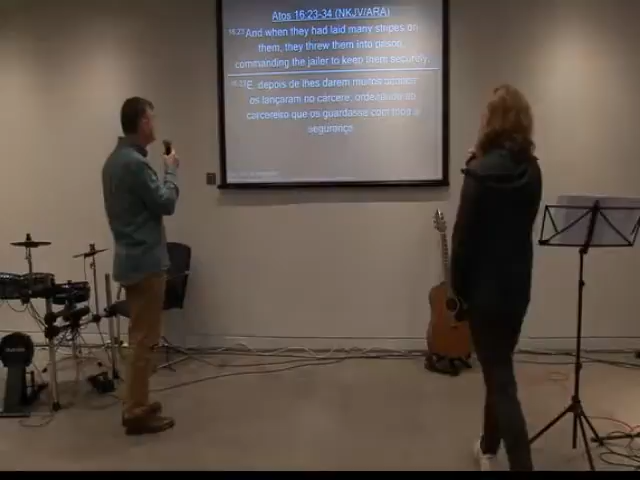 Atos 16:23-34 (NKJV/ARA)
16:23 And when they had laid many stripes on
them, they threw them into prison,
commanding the jailer to keep them securely.
16:23 E, depois de lhes darem muitos açoites,
os lançaram no cárcere, ordenando ao
carcereiro que os guardasse com toda a
segurança.